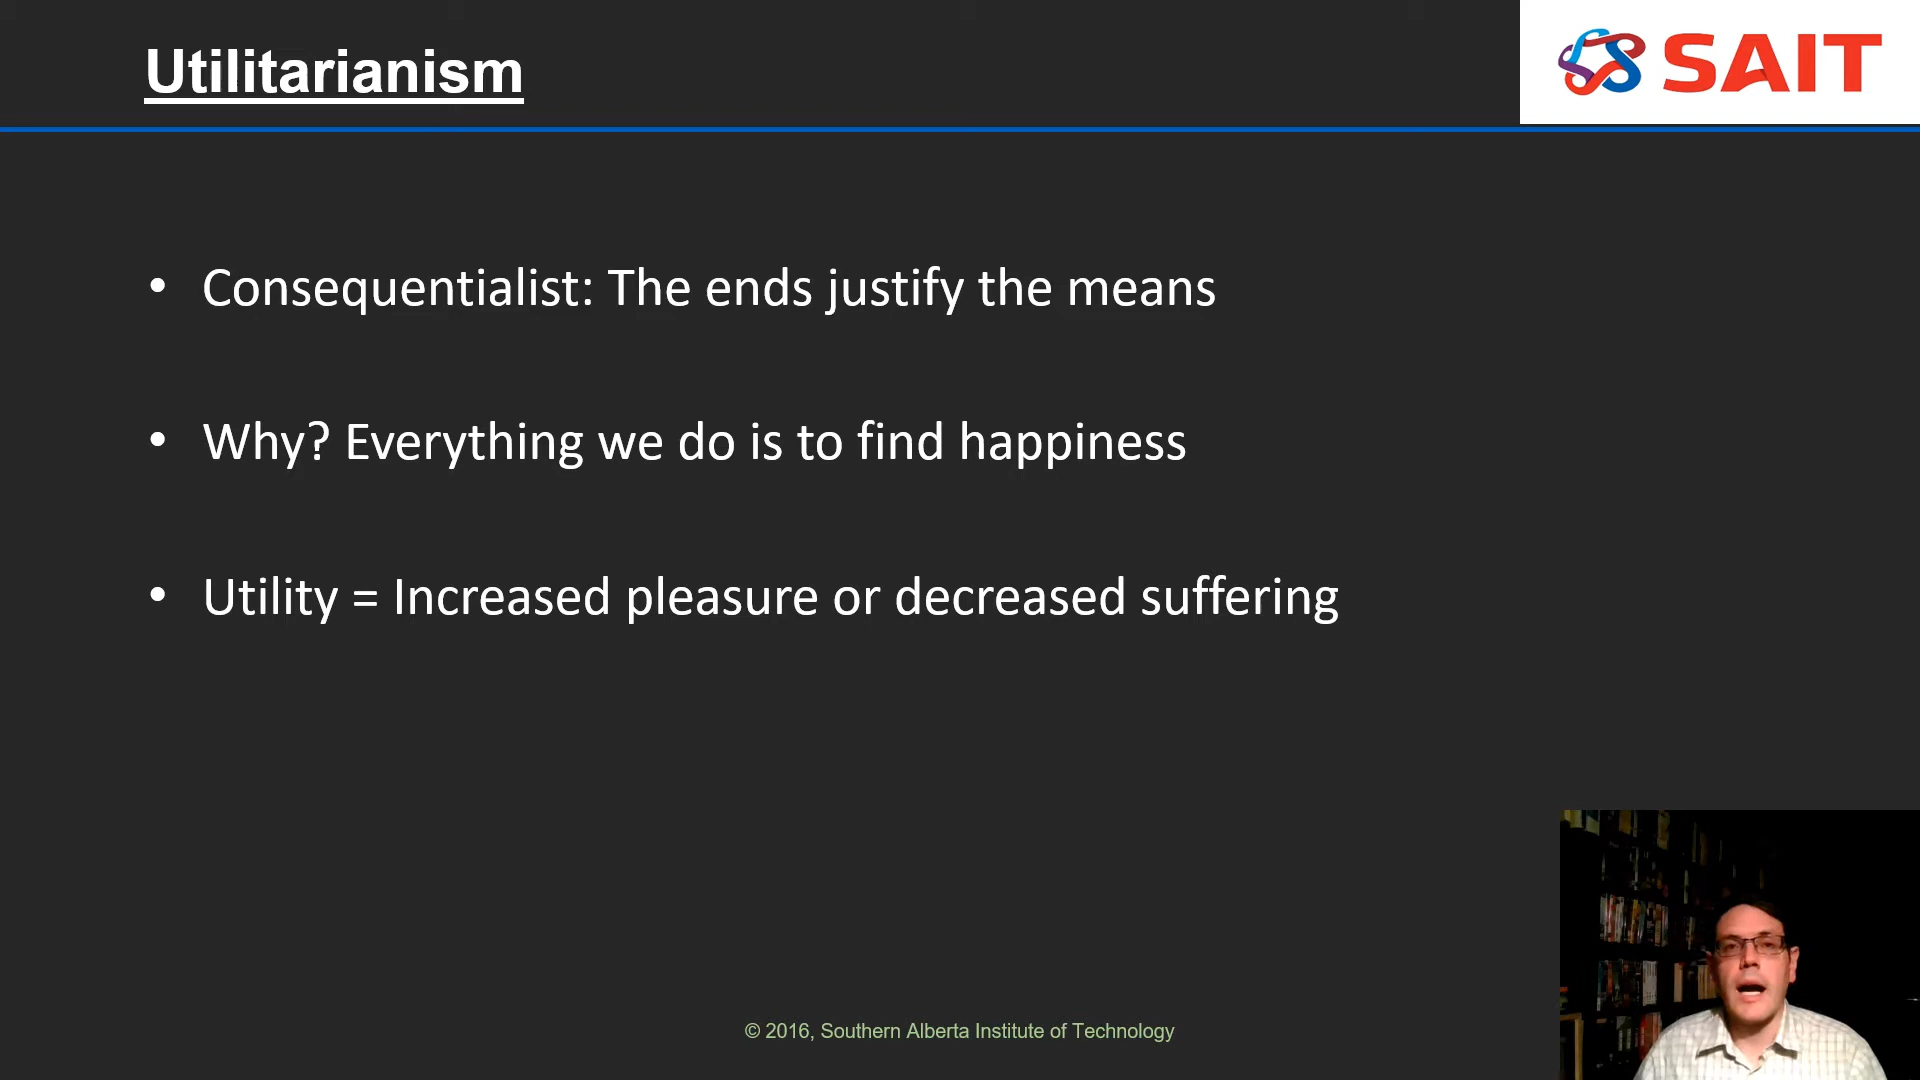 Utilitarianism
SAIT
• Consequentialist: The ends justify the means
• Why? Everything we do is to find happiness
• Utility = Increased pleasure or decreased suffering
© 2016, Southern Alberta Institute of Technology